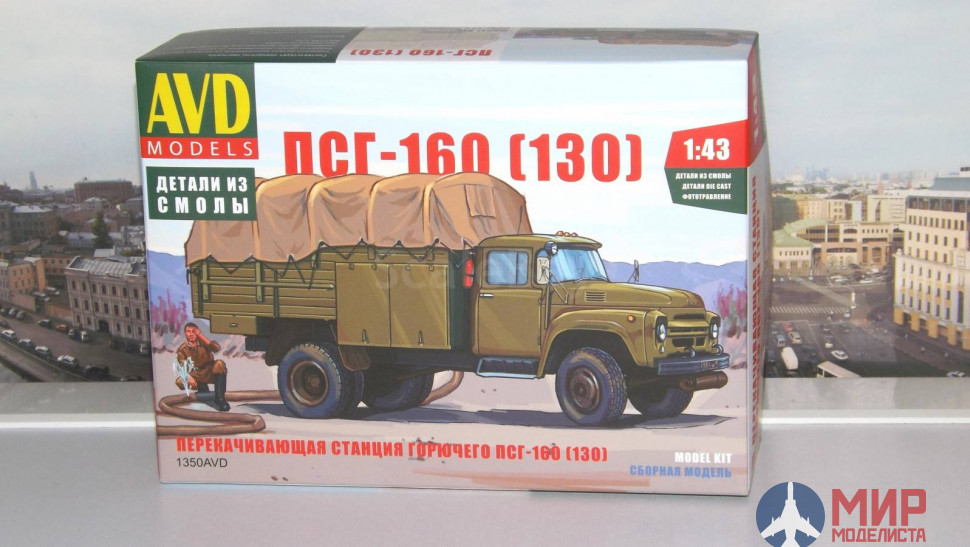 ПСГ-160 (130)
AVD
MODELS
ДЕТАЛИ ИЗ
СМОЛЫ
ПСГ-160 (130)
1:43
ДЕТАЛИ ИЗ СМОЛЫ
ДЕТАЛИ DIE CAST
ФОТОТРАВЛЕНИЕ
ПЕРЕКАЧИВАЮЩАЯ СТАНЦИЯ ГОРЮЧЕГО ПСГ-160 (130)
1350AVD
MODEL KIT
СБОРНАЯ МОДЕЛЬ
МИР
МОДЕЛИСТА